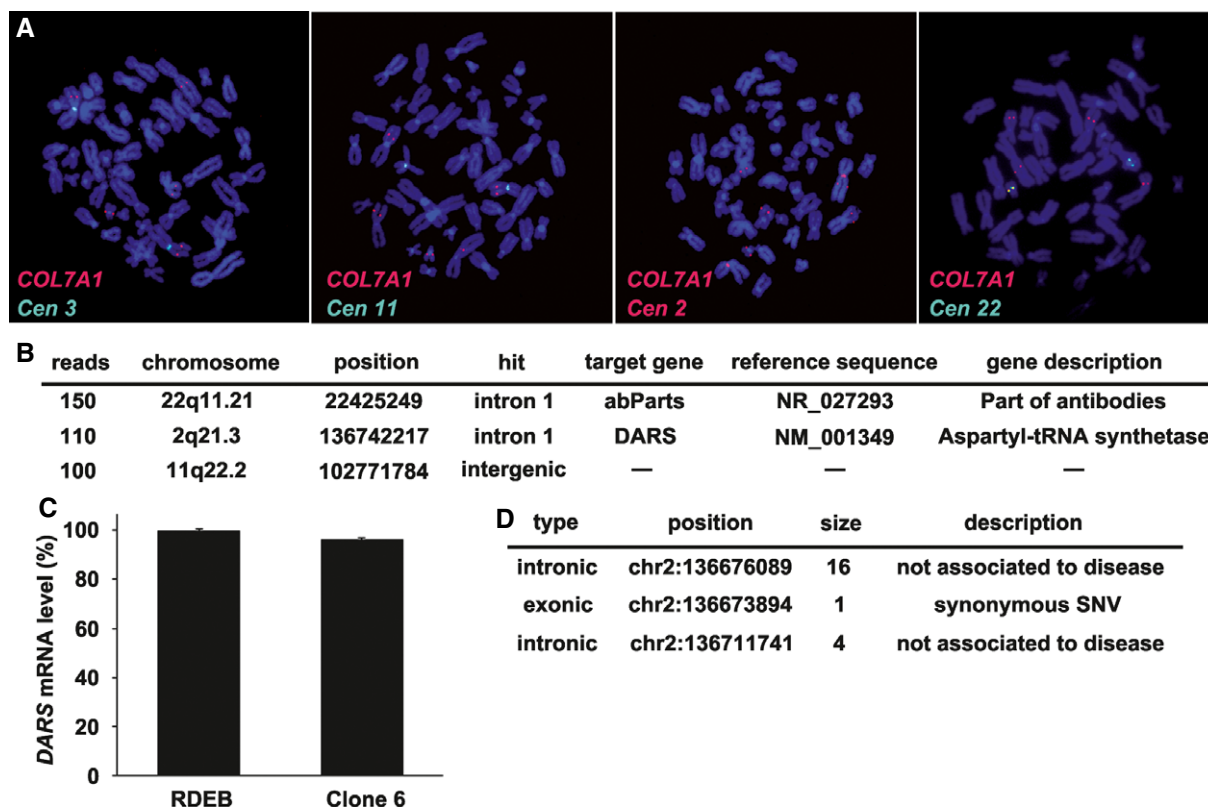 A
COL7A1
Cen 3
COL7A1
Cen 11
COL7A1
Cen 2
COL7A1
Cen 22
B
reads chromosome position hit target gene reference sequence gene description
150 22q11.21 22425249 intron 1 abParts NR_027293 Part of antibodies
110 2q21.3 136742217 intron 1 DARS NM_001349 Aspartyl-tRNA synthetase
100 11q22.2 102771784 intergenic — — —
C
DARS mRNA level (%)
100
80
60
40
20
0
RDEB Clone 6
D
type position size description
intronic chr2:136676089 16 not associated to disease
exonic chr2:136673894 1 synonymous SNV
intronic chr2:136711741 4 not associated to disease